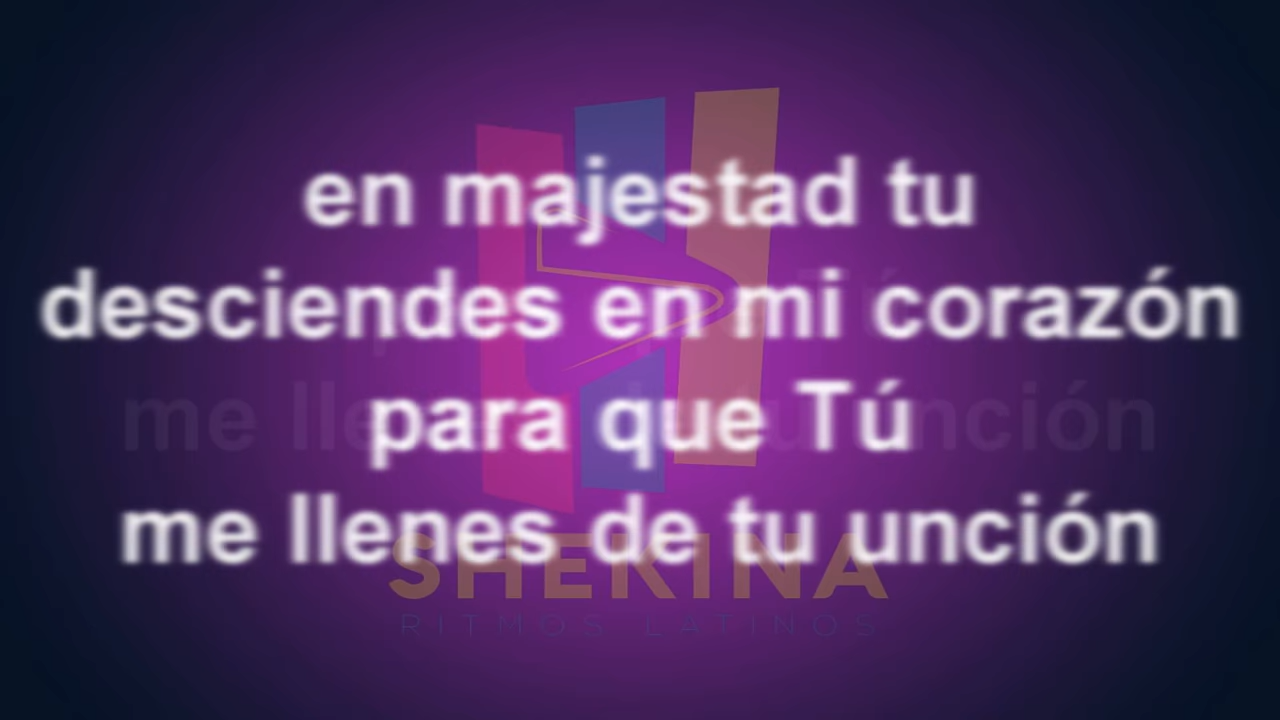 en majestad tu
desciendes en mi corazón
para que Tú
me llenes de tu unción
SHEKINA
RITMOS LATINOS